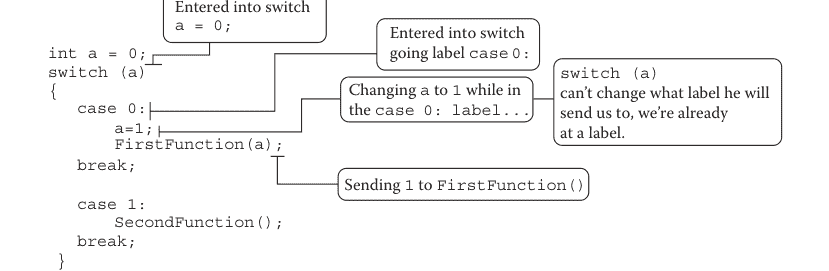 Entered into switch
a = 0;
Entered into switch
going label case 0:
int a = 0;
switch (a)
{
case 0:
a=1;
FirstFunction(a);
break;
case 1:
SecondFunction();
break;
}
Changing a to 1 while in
the case 0: label...
switch (a)
can't change what label he will
send us to, we're already
at a label.
Sending 1 to FirstFunction()